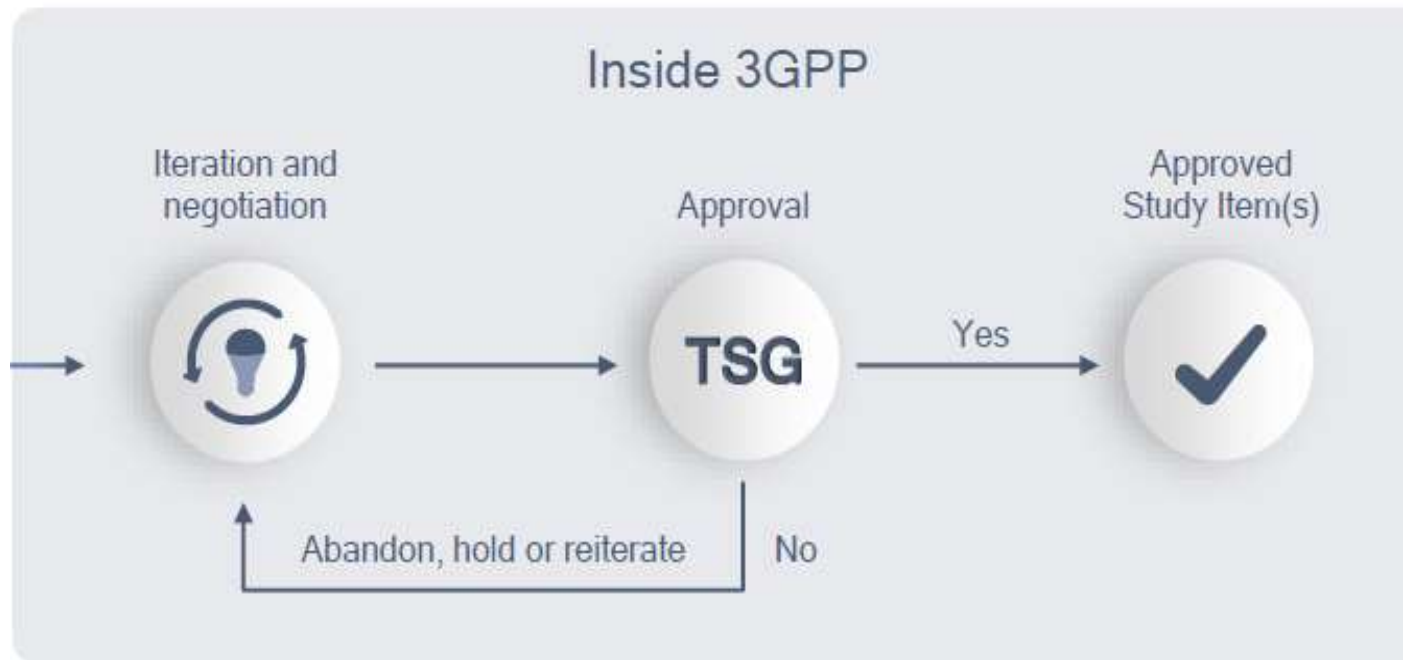 Inside 3GPP
Iteration and
negotiation
Approval
Approved
Study Item(s)
TSG
Yes
Abandon, hold or reiterate
No